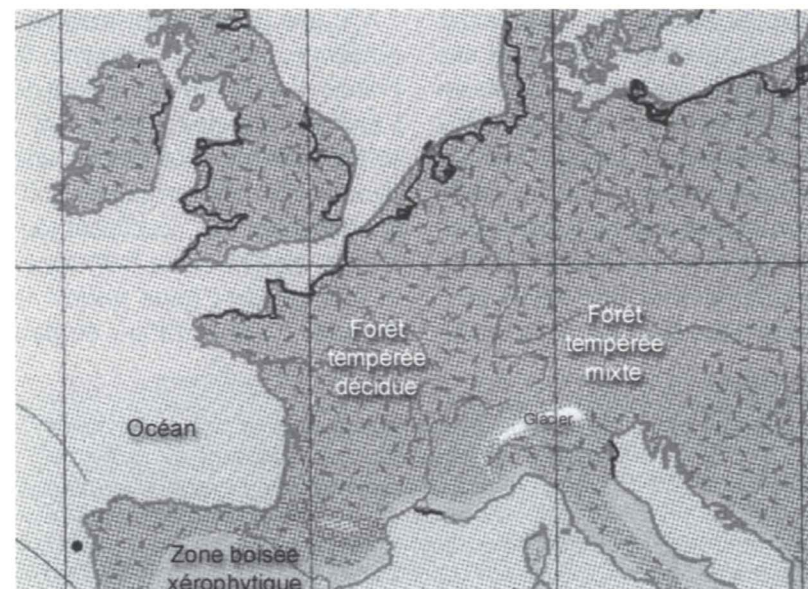 Forêt
tempérée
décidue
Forêt
tempérée
mixte
Glacier
Océan
Zone boisée
xérophytique